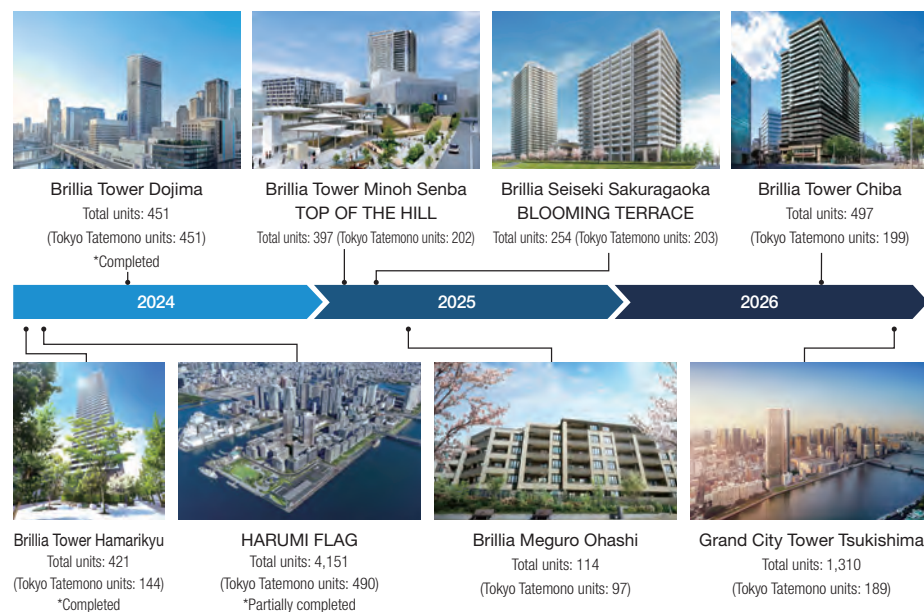 Brillia Tower Dojima
Total units: 451
(Tokyo Tatemono units: 451)
*Completed
Brillia Tower Minoh Senba
TOP OF THE HILL
Total units: 397 (Tokyo Tatemono units: 202)
Brillia Seiseki Sakuragaoka
BLOOMING TERRACE
Total units: 254 (Tokyo Tatemono units: 203)
Brillia Tower Chiba
Total units: 497
(Tokyo Tatemono units: 199)
2024
2025
2026
Brillia Tower Hamarikyu
Total units: 421
(Tokyo Tatemono units: 144)
*Completed
HARUMI FLAG
Total units: 4,151
(Tokyo Tatemono units: 490)
*Partially completed
Brillia Meguro Ohashi
Total units: 114
(Tokyo Tatemono units: 97)
Grand City Tower Tsukishima
Total units: 1,310
(Tokyo Tatemono units: 189)